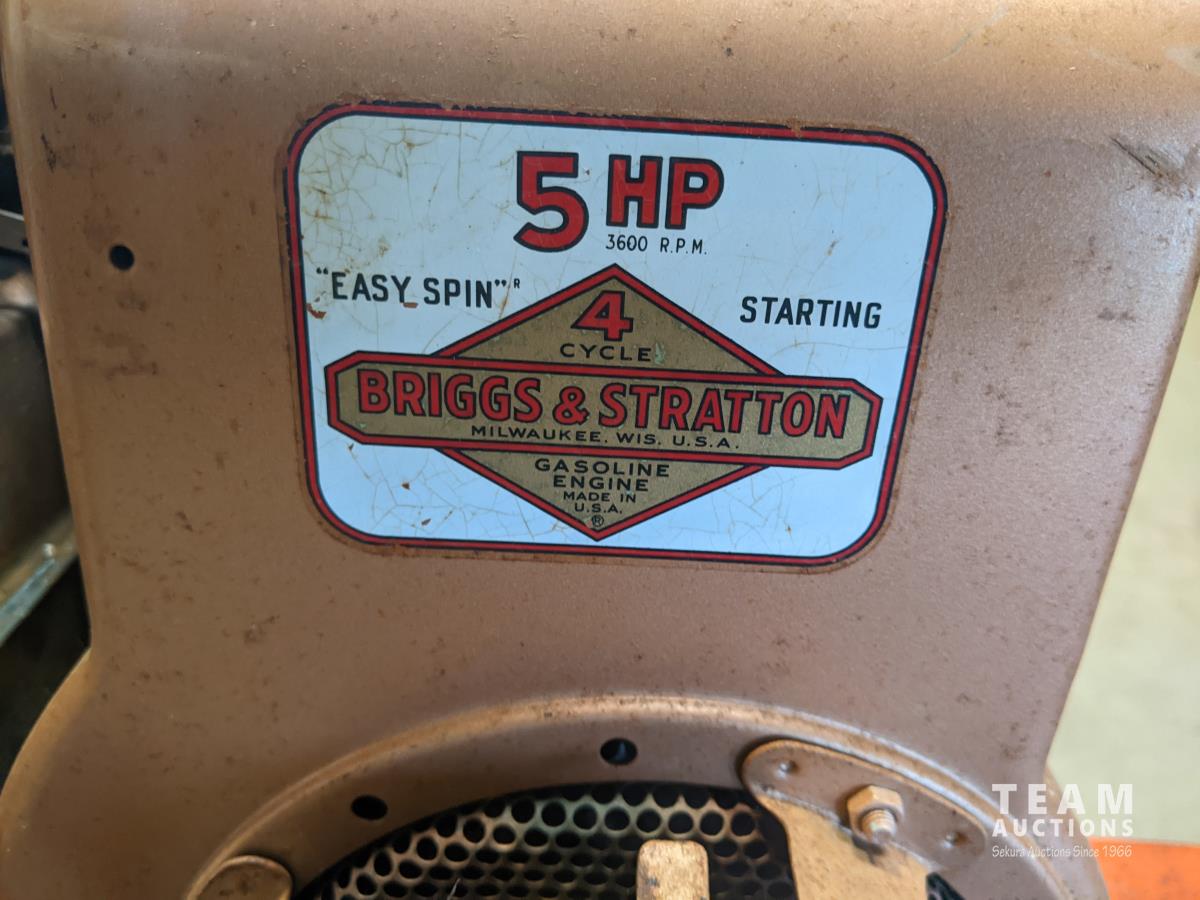 5 HP
3600 R.P.M.
"EASY SPIN"R
STARTING
4
CYCLE
BRIGGS & STRATTON
MILWAUKEE. WIS. U.S.A.
GASOLINE
ENGINE
MADE IN
U.S.A.
®
TEAM
AUCTIONS
Sekura Auctions Since 1966